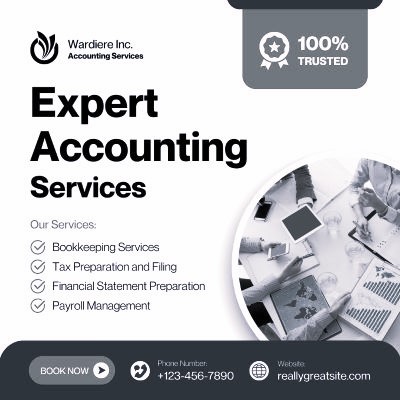 Wardiere Inc.
Accounting Services
100%
TRUSTED
Expert
Accounting
Services
Our Services:
Bookkeeping Services
Tax Preparation and Filing
Financial Statement Preparation
Payroll Management
BOOK NOW
Phone Number:
+123-456-7890
Website:
reallygreatsite.com